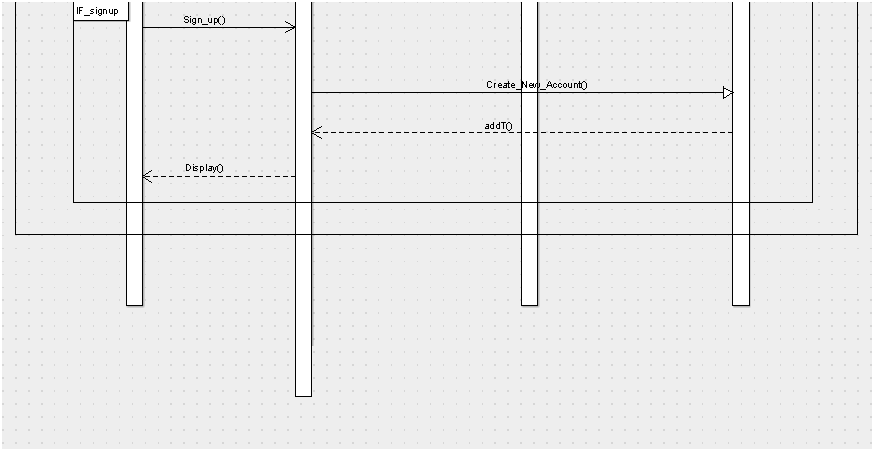 IF_signup
Sign_up()
Create_New_Account()
addT()
Display()